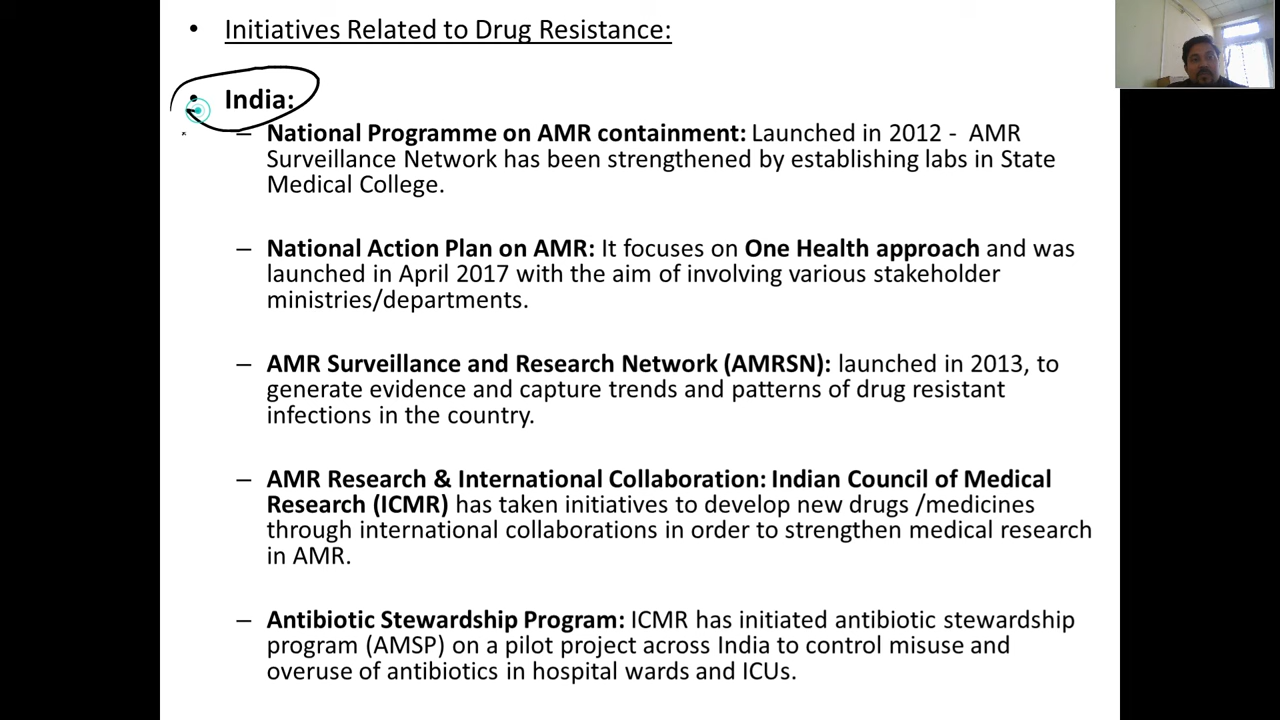 • Initiatives Related to Drug Resistance:
• India:
– National Programme on AMR containment: Launched in 2012 - AMR
Surveillance Network has been strengthened by establishing labs in State
Medical College.
– National Action Plan on AMR: It focuses on One Health approach and was
launched in April 2017 with the aim of involving various stakeholder
ministries/departments.
– AMR Surveillance and Research Network (AMRSN): launched in 2013, to
generate evidence and capture trends and patterns of drug resistant
infections in the country.
– AMR Research & International Collaboration: Indian Council of Medical
Research (ICMR) has taken initiatives to develop new drugs /medicines
through international collaborations in order to strengthen medical research
in AMR.
– Antibiotic Stewardship Program: ICMR has initiated antibiotic stewardship
program (AMSP) on a pilot project across India to control misuse and
overuse of antibiotics in hospital wards and ICUs.